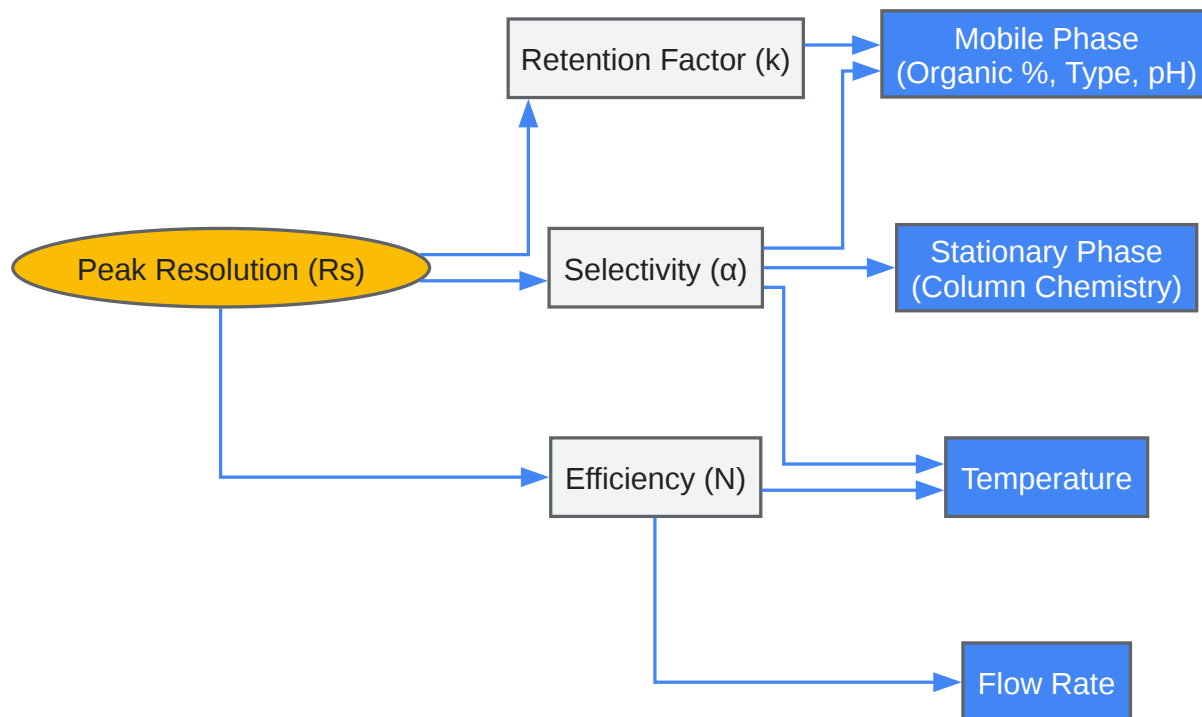 Retention Factor (k)
Mobile Phase
(Organic %, Type, pH)
Peak Resolution (Rs)
Selectivity (α)
Stationary Phase
(Column Chemistry)
Efficiency (N)
Temperature
Flow Rate